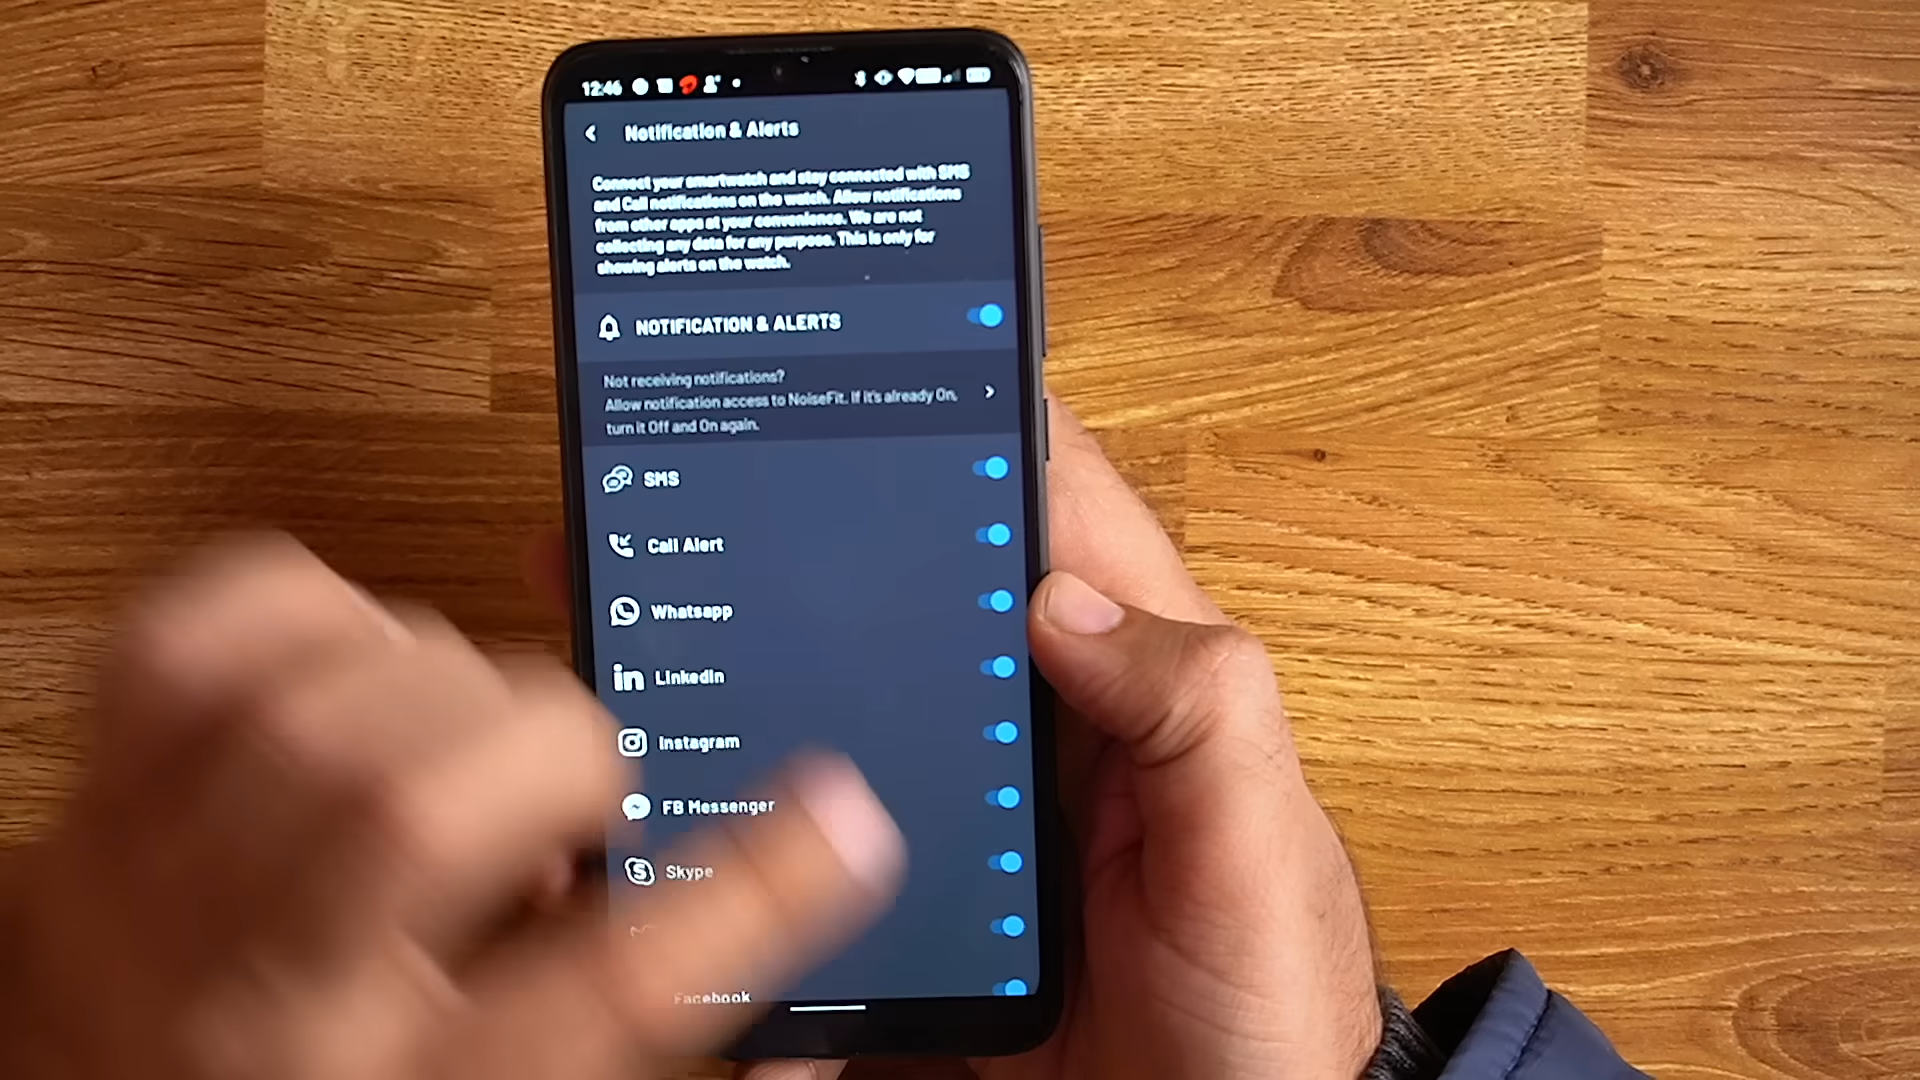 12:46
Notification & Alerts
Connect your smartwatch and stay connected with SMS
and Call notifications on the watch. Allow notifications
from other apps at your convenience. We are not
collecting any data for any purpose. This is only for
showing alerts on the watch.
NOTIFICATION & ALERTS
Not receiving notifications?
Allow notification access to NoiseFit. If it's already On,
turn it Off and On again.
SMS
Call Alert
Whatsapp
LinkedIn
Instagram
FB Messenger
Skype
Facebook